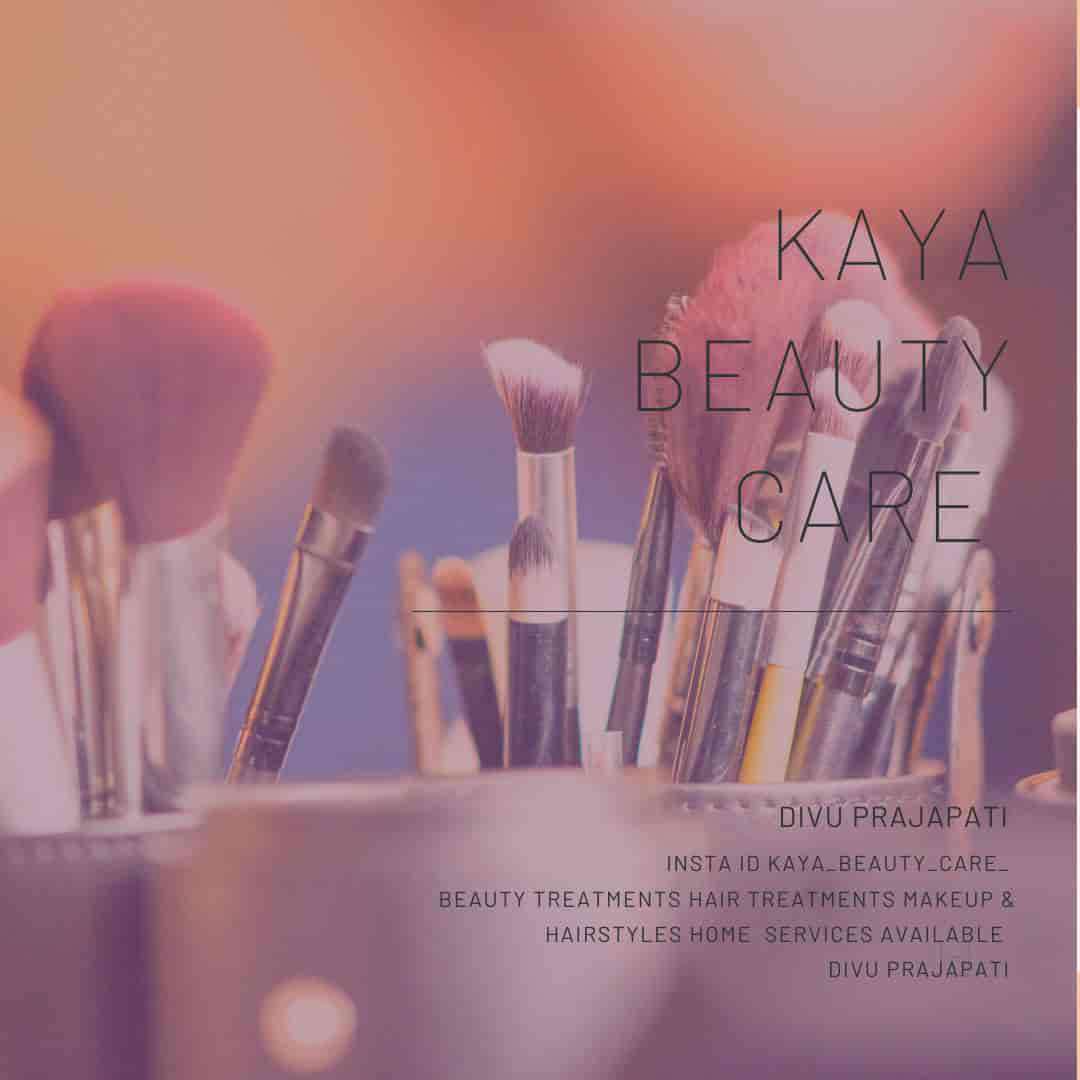 KAYA
BEAUTY
CARE
DIVU PRAJAPATI
INSTA ID KAYA_BEAUTY_CARE_
BEAUTY TREATMENTS HAIR TREATMENTS MAKEUP &
HAIRSTYLES HOME SERVICES AVAILABLE
DIVU PRAJAPATI